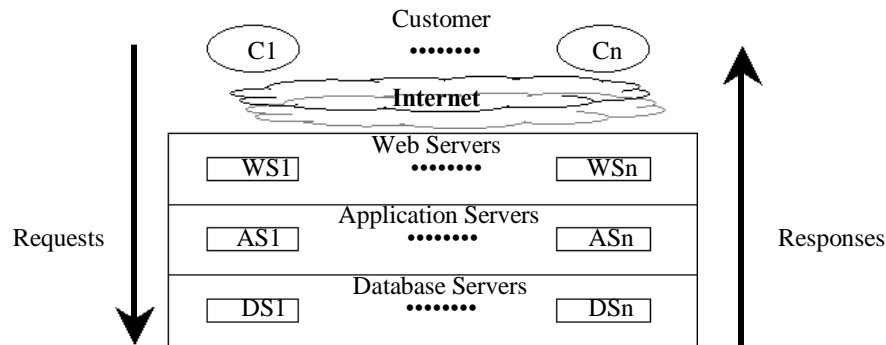 Customer
C1 ........ Cn
Internet
Web Servers
WS1 ........ WSn
Application Servers
Requests AS1 ........ ASn Responses
Database Servers
DS1 ........ DSn